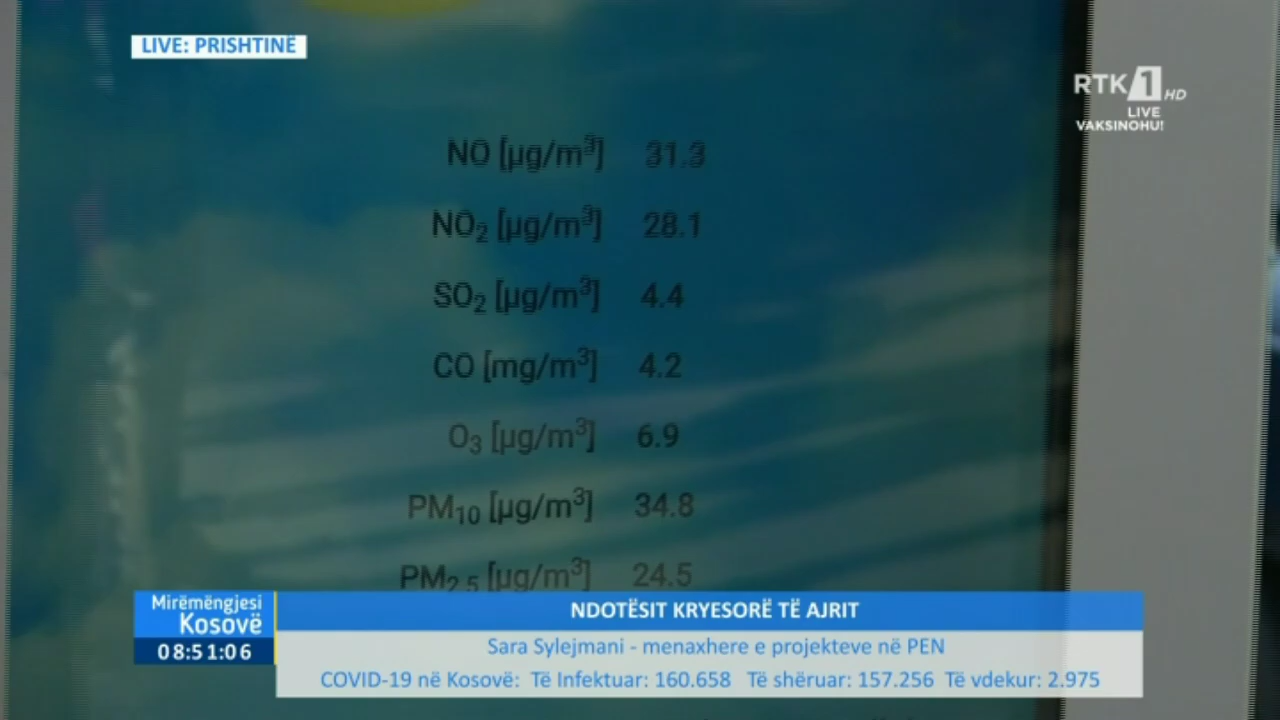 LIVE: PRISHTINË
RTK1HD
LIVE
VAKSINOHU!
NO [µg/m³] 31.3
NO₂ [µg/m³] 28.1
SO₂ [µg/m³] 4.4
CO [mg/m³] 4.2
O₃ [µg/m³] 6.9
PM₁₀ [µg/m³] 34.8
PM₂.₅ [µg/m³] 24.5
Mirëmëngjesi
Kosovë
08:51:06
NDOTËSIT KRYESORË TË AJRIT
Sara Sylejmani - menaxhere e projekteve në PEN
COVID-19 në Kosovë: Të Infektuar: 160.658 Të shëruar: 157.256 Të vdekur: 2.975